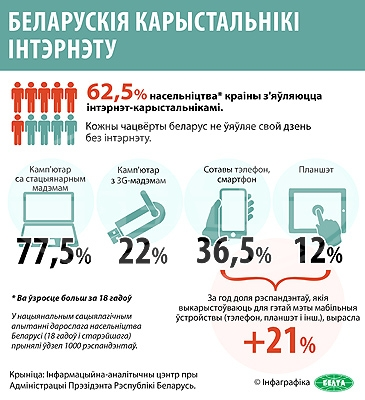 БЕЛАРУСКІЯ КАРЫСТАЛЬНІКІ
ІНТЭРНЭТУ
62,5% насельніцтва* краіны з'яўляюцца
інтэрнэт-карыстальнікамі.
Кожны чацвёрты беларус не ўяўляе свой дзень
без інтэрнэту.
Камп'ютар
са стацыянарным
мадэмам
77,5%
Камп'ютар
з 3G-мадэмам
22%
Сотавы тэлефон,
смартфон
36,5%
Планшэт
12%
* Ва ўзросце больш за 18 гадоў
У нацыянальным сацыялагічным
апытанні дарослага насельніцтва
Беларусі (18 гадоў і старэйшага)
прынялі ўдзел 1000 рэспандэнтаў.
За год доля рэспандэнтаў, якія
выкарыстоўваюць для гэтай мэты мабільныя
ўстройствы (тэлефон, планшэт і інш.), вырасла
+21%
Крыніца: Інфармацыйна-аналітычны цэнтр пры
Адміністрацыі Прэзідэнта Рэспублікі Беларусь.
© Інфаграфіка
БЕЛТА